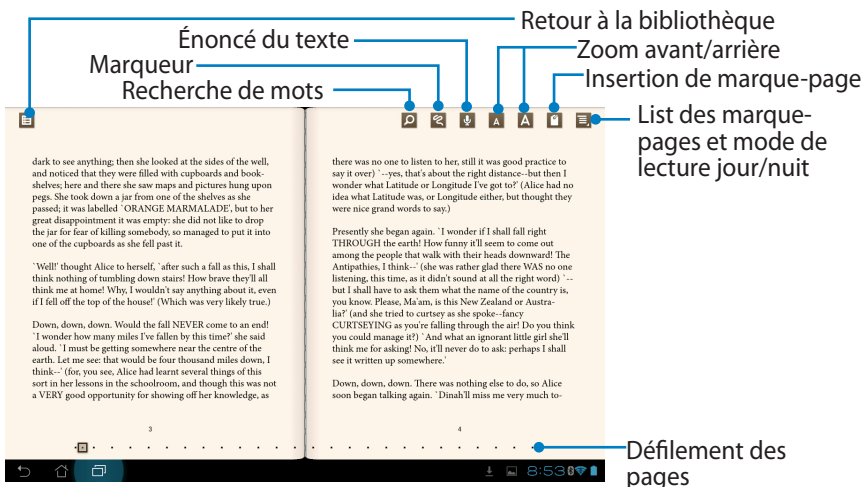 Retour à la bibliothèque
Énoncé du texte
Zoom avant/arrière
Marqueur
Insertion de marque-page
Recherche de mots
List des marque-
pages et mode de
lecture jour/nuit
A
A
dark to see anything; then she looked at the sides of the well,
and noticed that they were filled with cupboards and book-
shelves; here and there she saw maps and pictures hung upon
pegs. She took down a jar from one of the shelves as she
passed; it was labelled `ORANGE MARMALADE', but to her
great disappointment it was empty: she did not like to drop
the jar for fear of killing somebody, so managed to put it into
one of the cupboards as she fell past it.
`Well!' thought Alice to herself, `after such a fall as this, I shall
think nothing of tumbling down stairs! How brave they'll all
think me at home! Why, I wouldn't say anything about it, even
if I fell off the top of the house!' (Which was very likely true.)
Down, down, down. Would the fall NEVER come to an end!
`I wonder how many miles I've fallen by this time?' she said
aloud. `I must be getting somewhere near the centre of the
earth. Let me see: that would be four thousand miles down, I
think--' (for, you see, Alice had learnt several things of this
sort in her lessons in the schoolroom, and though this was not
a VERY good opportunity for showing off her knowledge, as
3
there was no one to listen to her, still it was good practice to
say it over) `--yes, that's about the right distance--but then I
wonder what Latitude or Longitude I've got to?' (Alice had no
idea what Latitude was, or Longitude either, but thought they
were nice grand words to say.)
Presently she began again. `I wonder if I shall fall right
THROUGH the earth! How funny it'll seem to come out
among the people that walk with their heads downward! The
Antipathies, I think--' (she was rather glad there WAS no one
listening, this time, as it didn't sound at all the right word) `--
but I shall have to ask them what the name of the country is,
you know. Please, Ma'am, is this New Zealand or Austra-
lia?' (and she tried to curtsey as she spoke--fancy
CURTSEYING as you're falling through the air! Do you think
you could manage it?) `And what an ignorant little girl she'll
think me for asking! No, it'll never do to ask: perhaps I shall
see it written up somewhere.'
Down, down, down. There was nothing else to do, so Alice
soon began talking again. `Dinah'll miss me very much to-
4
Défilement des
pages
8:53